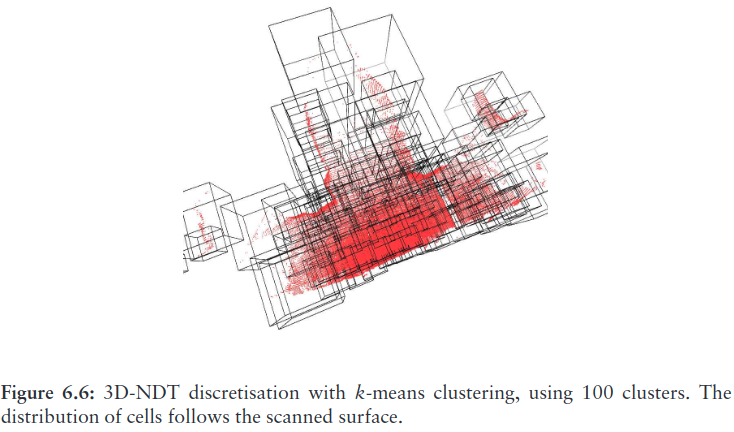 Figure 6.6: 3D-NDT discretisation with k-means clustering, using 100 clusters. The
distribution of cells follows the scanned surface.